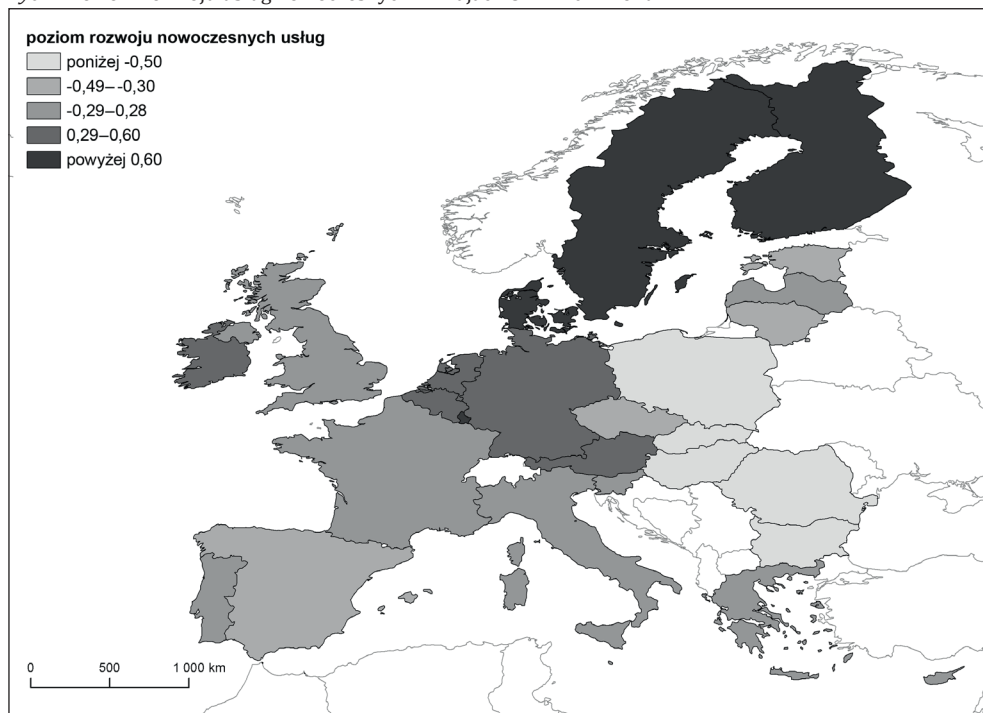 poziom rozwoju nowoczesnych usług
poniżej -0,50
-0,49– -0,30
-0,29–0,28
0,29–0,60
powyżej 0,60
0 500 1 000 km